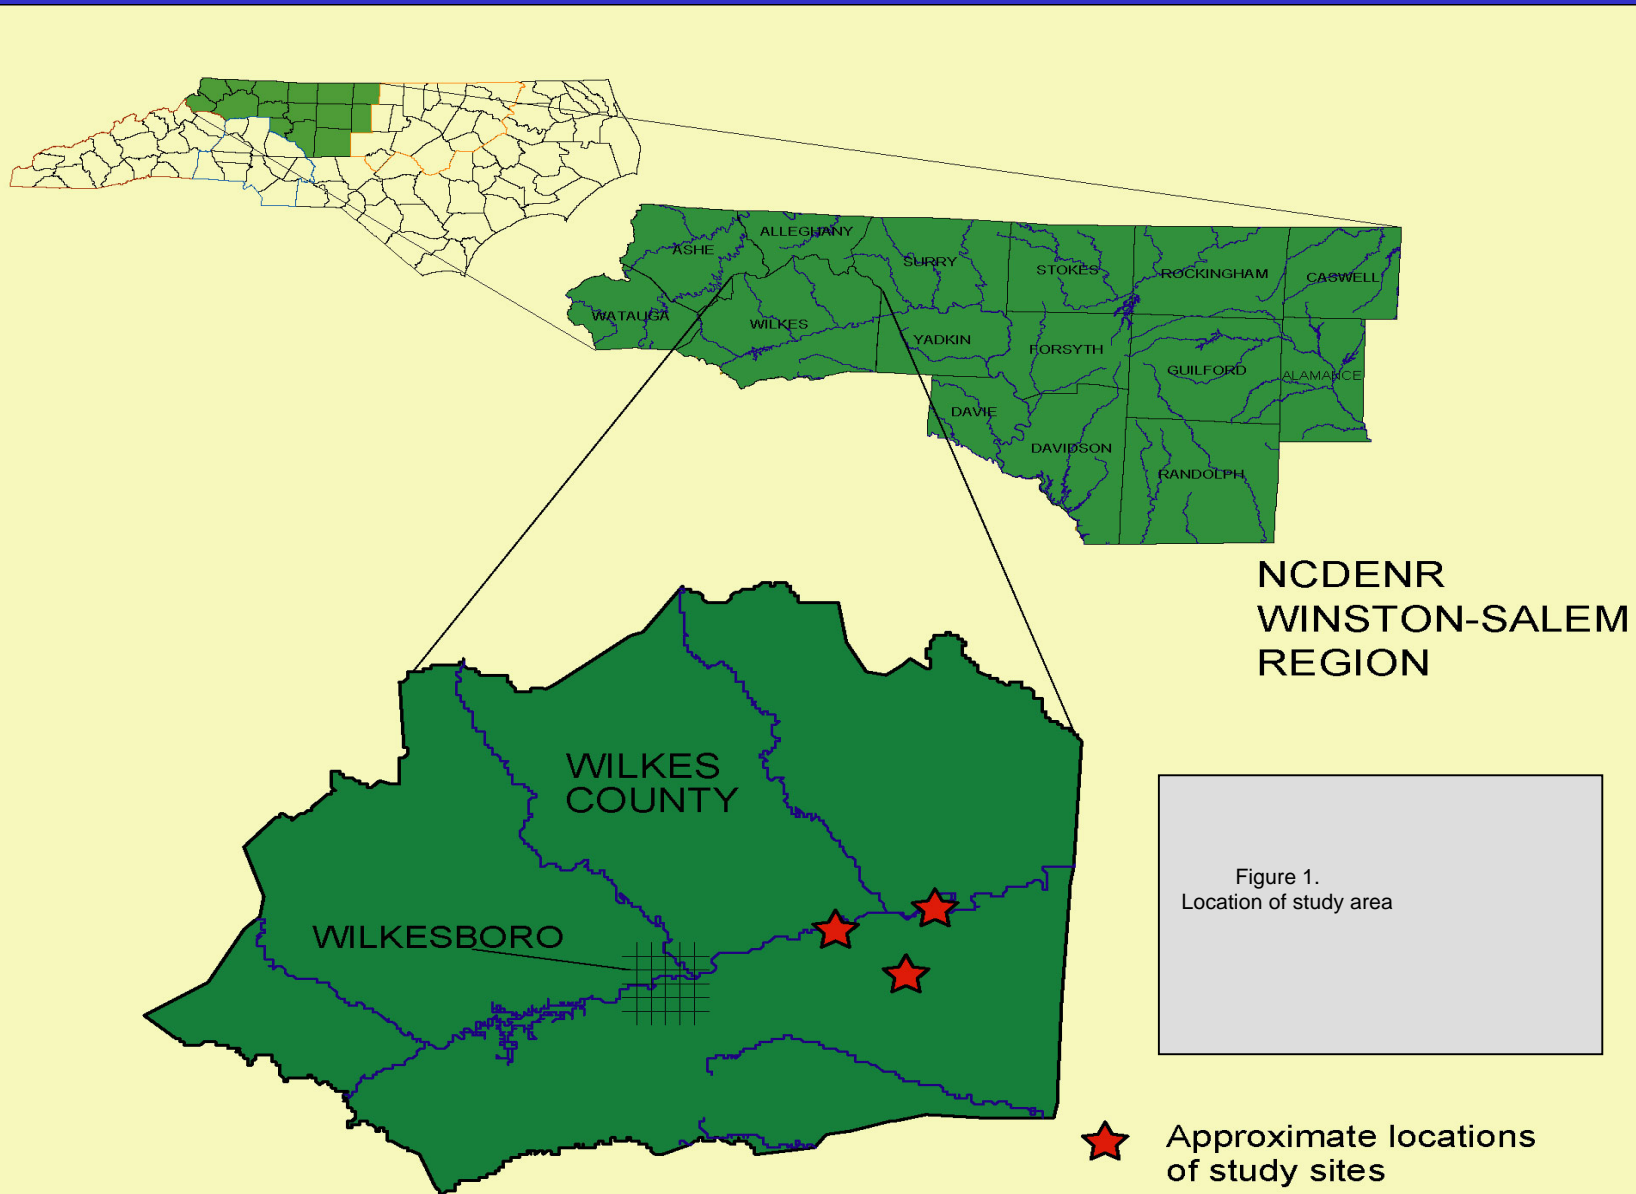 ASHE
ALLEGHANY
SURRY
STOKES
ROCKINGHAM
CASWELL
WATAUGA
WILKES
YADKIN
FORSYTH
GUILFORD
ALAMANCE
DAVIE
DAVIDSON
RANDOLPH
NCDENR
WINSTON-SALEM
REGION
WILKES
COUNTY
WILKESBORO
Figure 1.
Location of study area
Approximate locations
of study sites